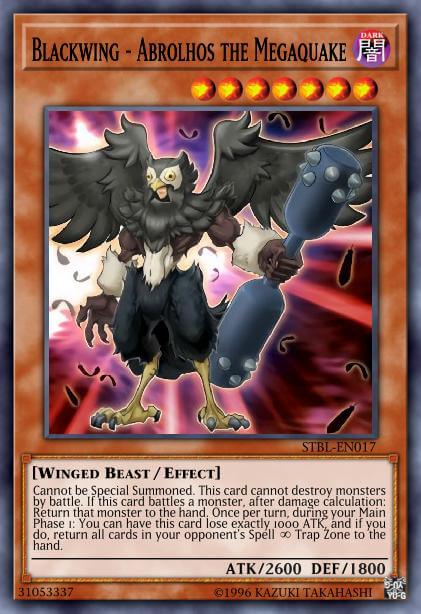 BLACKWING - ABROLHOS THE MEGAQUAKE
DARK
闇
STBL-EN017
[WINGED BEAST / EFFECT]
Cannot be Special Summoned. This card cannot destroy monsters
by battle. If this card battles a monster, after damage calculation:
Return that monster to the hand. Once per turn, during your Main
Phase 1: You can have this card lose exactly 1000 ATK, and if you
do, return all cards in your opponent's Spell ∞ Trap Zone to the
hand.
ATK/2600 DEF/1800
31053337
©1996 KAZUKI TAKAHASHI